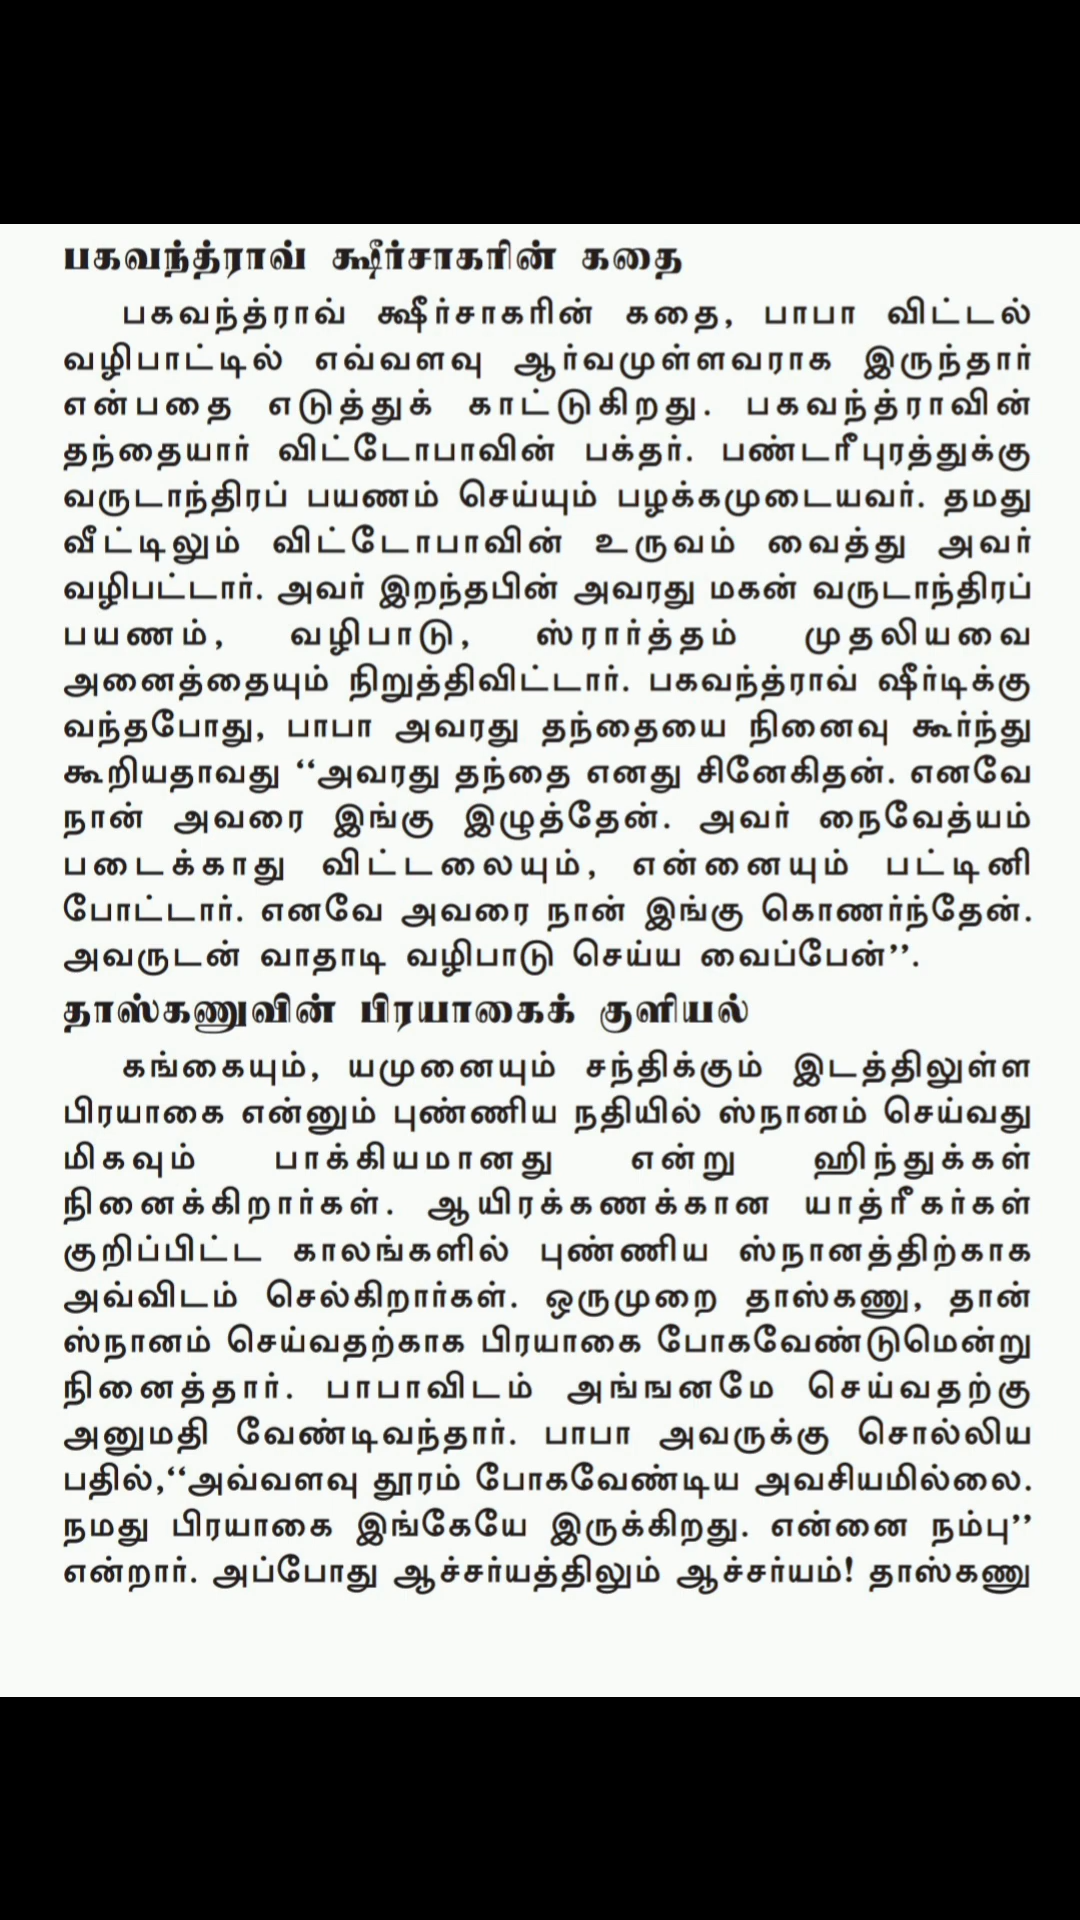 பகவந்த்ராவ் க்ஷீர்சாகரின் கதை
பகவந்த்ராவ் க்ஷீர்சாகரின் கதை, பாபா விட்டல்
வழிபாட்டில் எவ்வளவு ஆர்வமுள்ளவராக இருந்தார்
என்பதை எடுத்துக் காட்டுகிறது. பகவந்த்ராவின்
தந்தையார் விட்டோபாவின் பக்தர். பண்டரீபுரத்துக்கு
வருடாந்திரப் பயணம் செய்யும் பழக்கமுடையவர். தமது
வீட்டிலும் விட்டோபாவின் உருவம் வைத்து அவர்
வழிபட்டார். அவர் இறந்தபின் அவரது மகன் வருடாந்திரப்
பயணம், வழிபாடு, ஸ்ரார்த்தம் முதலியவை
அனைத்தையும் நிறுத்திவிட்டார். பகவந்த்ராவ் ஷீர்டிக்கு
வந்தபோது, பாபா அவரது தந்தையை நினைவு கூர்ந்து
கூறியதாவது ‘‘அவரது தந்தை எனது சினேகிதன். எனவே
நான் அவரை இங்கு இழுத்தேன். அவர் நைவேத்யம்
படைக்காது விட்டலையும், என்னையும் பட்டினி
போட்டார். எனவே அவரை நான் இங்கு கொணர்ந்தேன்.
அவருடன் வாதாடி வழிபாடு செய்ய வைப்பேன்’’.
தாஸ்கணுவின் பிரயாகைக் குளியல்
கங்கையும், யமுனையும் சந்திக்கும் இடத்திலுள்ள
பிரயாகை என்னும் புண்ணிய நதியில் ஸ்நானம் செய்வது
மிகவும் பாக்கியமானது என்று ஹிந்துக்கள்
நினைக்கிறார்கள். ஆயிரக்கணக்கான யாத்ரீகர்கள்
குறிப்பிட்ட காலங்களில் புண்ணிய ஸ்நானத்திற்காக
அவ்விடம் செல்கிறார்கள். ஒருமுறை தாஸ்கணு, தான்
ஸ்நானம் செய்வதற்காக பிரயாகை போகவேண்டுமென்று
நினைத்தார். பாபாவிடம் அங்ஙனமே செய்வதற்கு
அனுமதி வேண்டிவந்தார். பாபா அவருக்கு சொல்லிய
பதில்,‘‘அவ்வளவு தூரம் போகவேண்டிய அவசியமில்லை.
நமது பிரயாகை இங்கேயே இருக்கிறது. என்னை நம்பு’’
என்றார். அப்போது ஆச்சர்யத்திலும் ஆச்சர்யம்! தாஸ்கணு